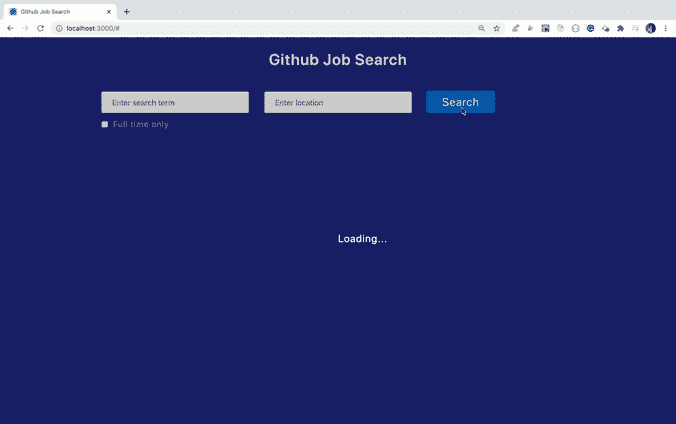 Github Job Search
localhost:3000/#
Github Job Search
Enter search term
Enter location
Search
Full time only
Loading...